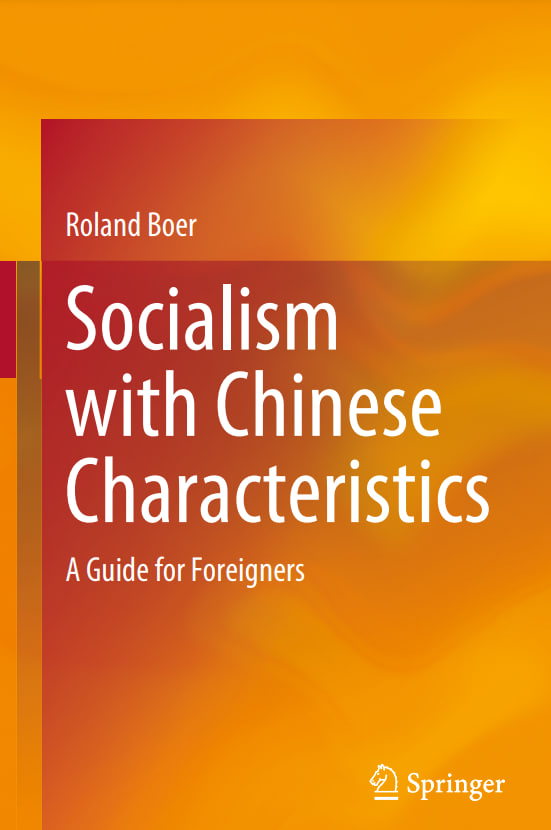 Roland Boer
Socialism
with Chinese
Characteristics
A Guide for Foreigners
Springer